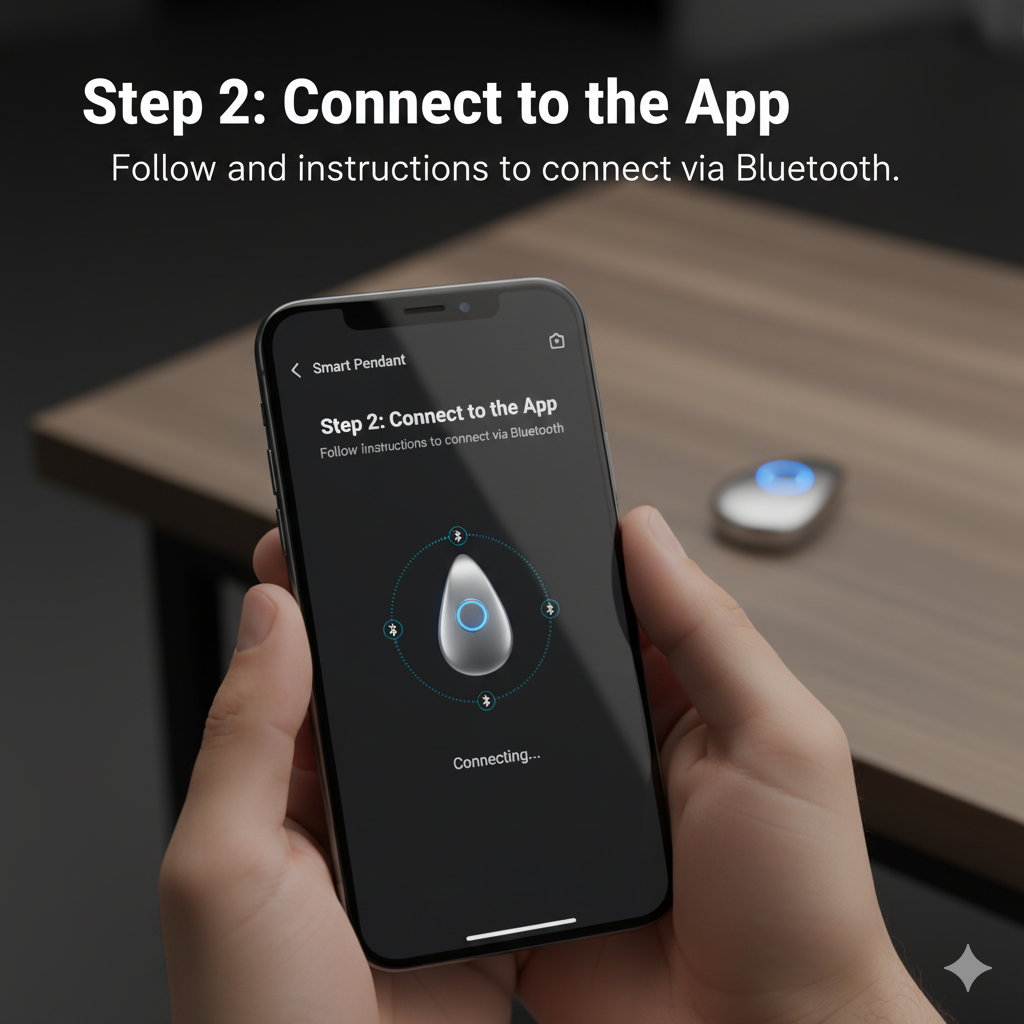 Step 2: Connect to the App
Follow and instructions to connect via Bluetooth.
Smart Pendant
Step 2: Connect to the App
Follow instructions to connect via Bluetooth
Connecting...